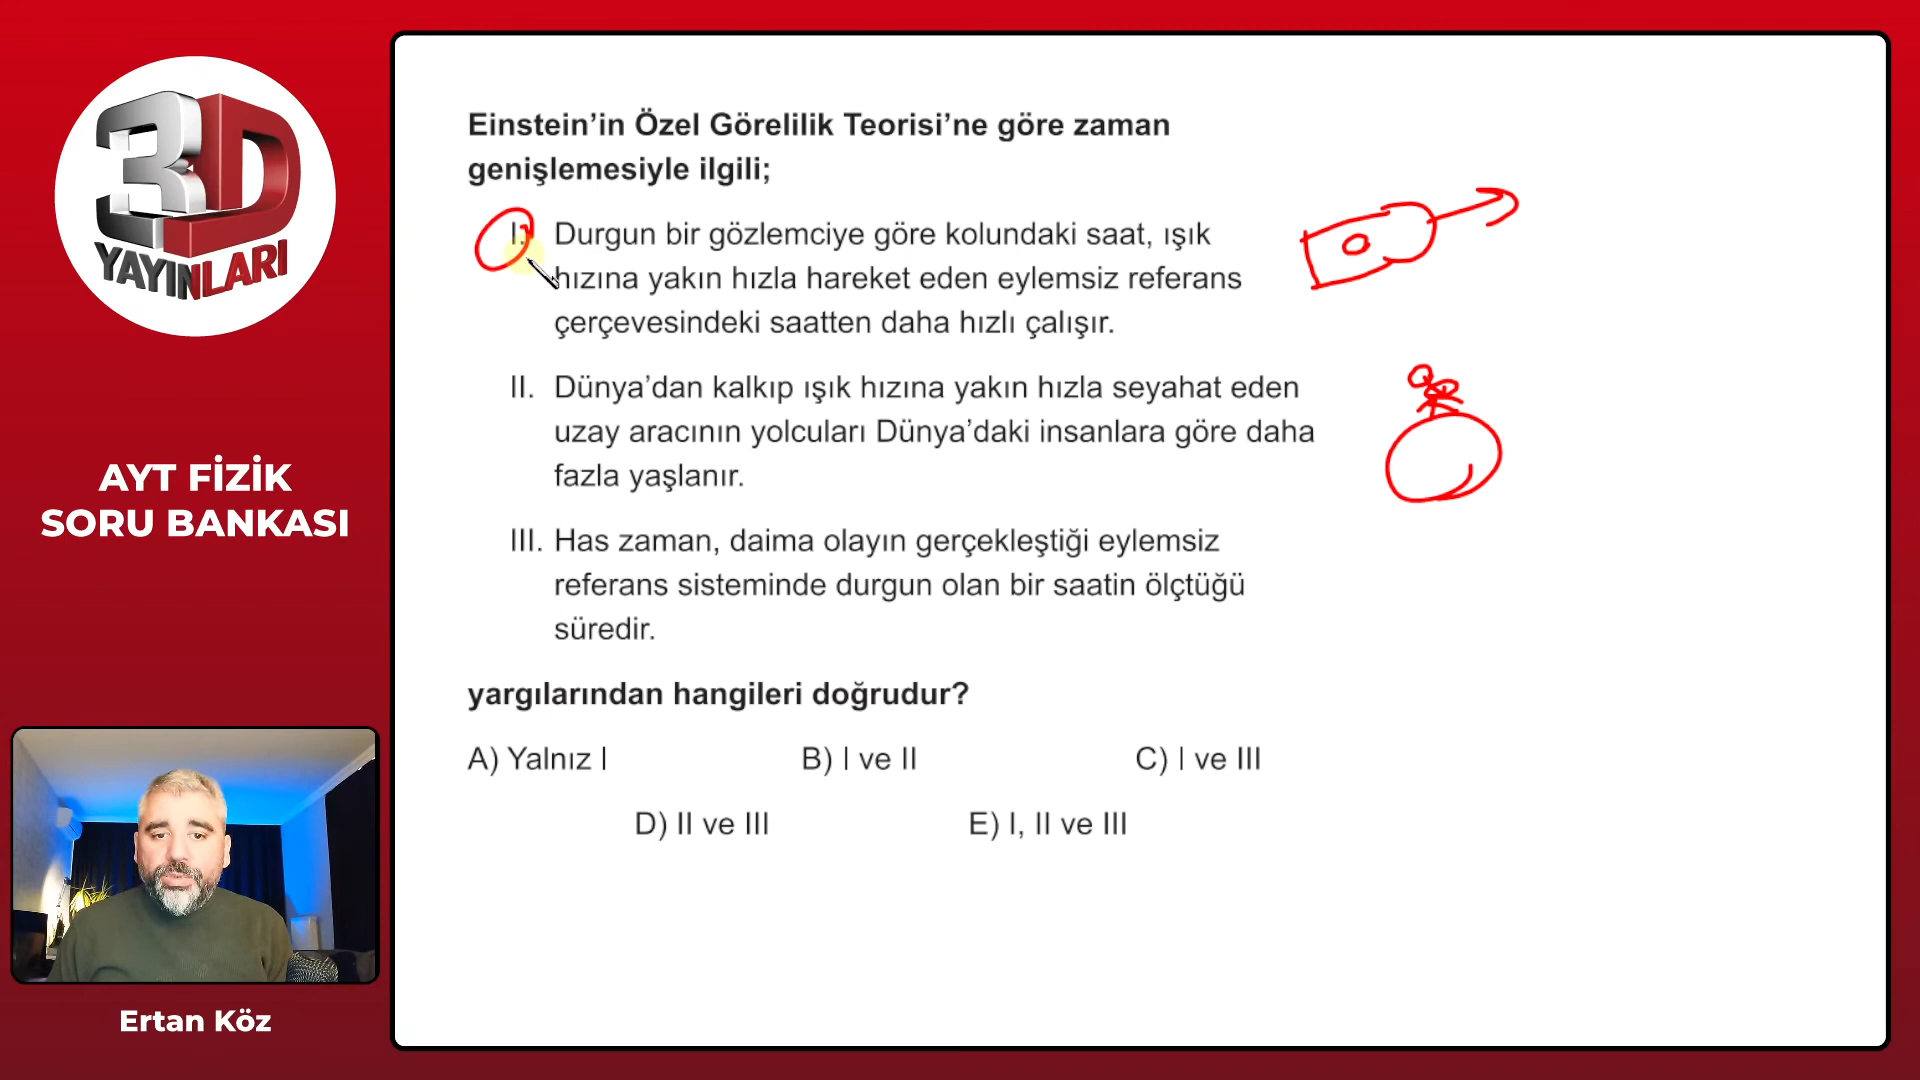 3D
YAYINLARI
AYT FİZİK
SORU BANKASI
Ertan Köz
Einstein’in Özel Görelilik Teorisi’ne göre zaman
genişlemesiyle ilgili;
I. Durgun bir gözlemciye göre kolundaki saat, ışık
hızına yakın hızla hareket eden eylemsiz referans
çerçevesindeki saatten daha hızlı çalışır.
II. Dünya’dan kalkıp ışık hızına yakın hızla seyahat eden
uzay aracının yolcuları Dünya’daki insanlara göre daha
fazla yaşlanır.
III. Has zaman, daima olayın gerçekleştiği eylemsiz
referans sisteminde durgun olan bir saatin ölçtüğü
süredir.
yargılarından hangileri doğrudur?
A) Yalnız I B) I ve II C) I ve III
D) II ve III E) I, II ve III